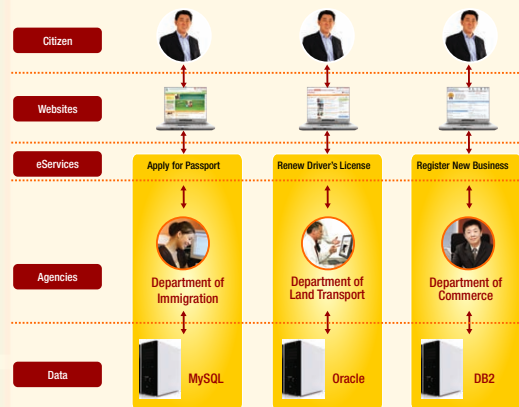 Citizen
Websites
eServices
Apply for Passport
Renew Driver's License
Register New Business
Agencies
Department of
Immigration
Department of
Land Transport
Department of
Commerce
Data
MySQL
Oracle
DB2